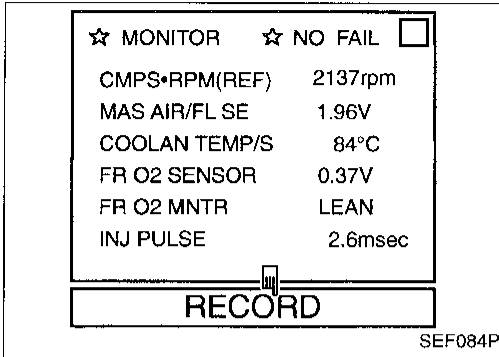 ☆ MONITOR ☆ NO FAIL
CMPS•RPM(REF) 2137rpm
MAS AIR/FL SE 1.96V
COOLAN TEMP/S 84°C
FR O2 SENSOR 0.37V
FR O2 MNTR LEAN
INJ PULSE 2.6msec
RECORD
SEF084P